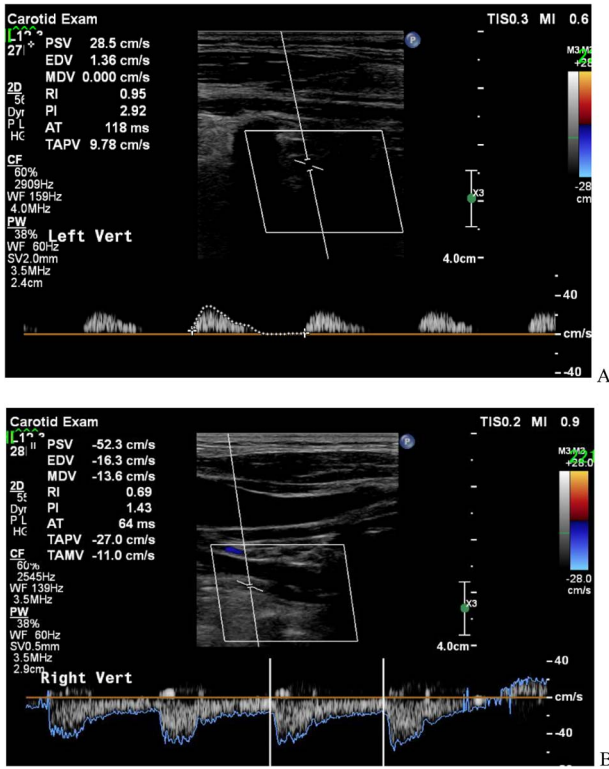 Carotid Exam TIS0.3 MI 0.6
PSV 28.5 cm/s
EDV 1.36 cm/s
MDV 0.000 cm/s
RI 0.95
PI 2.92
AT 118 ms
TAPV 9.78 cm/s
2D
CF
60%
2909Hz
WF 159Hz
4.0MHz
PW
38%
WF 60Hz
SV2.0mm
3.5MHz
2.4cm
Left Vert
X3
4.0cm
-28
cm
40
cm/s
-40
A
Carotid Exam TIS0.2 MI 0.9
PSV -52.3 cm/s
EDV -16.3 cm/s
MDV -13.6 cm/s
RI 0.69
PI 1.43
AT 64 ms
TAPV -27.0 cm/s
TAMV -11.0 cm/s
2D
CF
60%
2545Hz
WF 139Hz
3.5MHz
PW
38%
WF 60Hz
SV0.5mm
3.5MHz
2.9cm
Right Vert
X3
4.0cm
+28.0
-28.0
cm/s
40
cm/s
-40
B